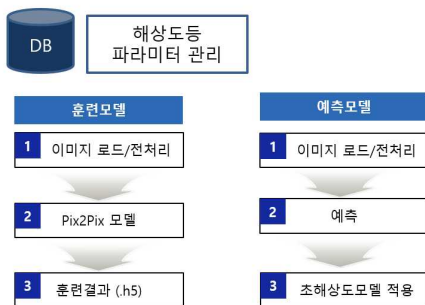 DB
해상도등
파라미터 관리
훈련모델
1 이미지 로드/전처리
2 Pix2Pix 모델
3 훈련결과 (.h5)
예측모델
1 이미지 로드/전처리
2 예측
3 초해상도모델 적용